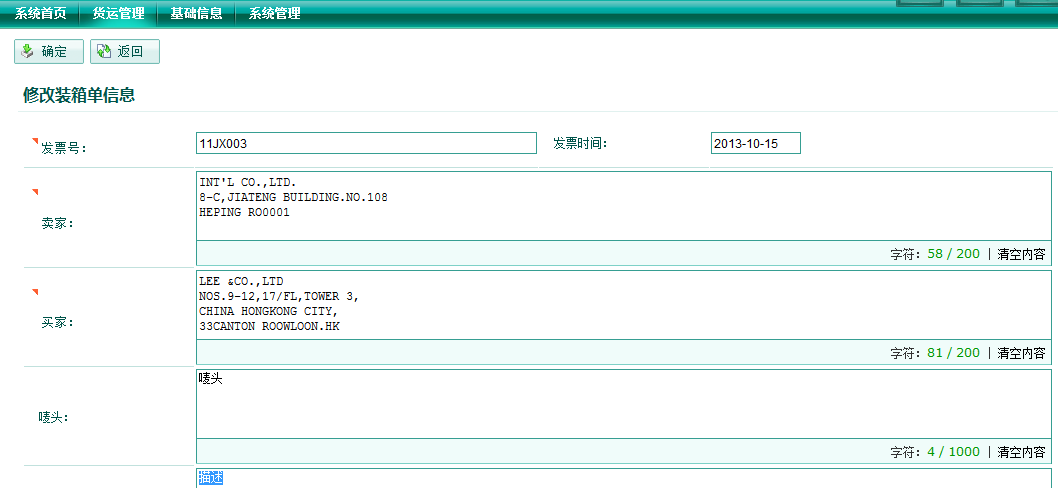 系统首页 货运管理 基础信息 系统管理
确定 返回
修改装箱单信息
发票号: 11JX003 发票时间: 2013-10-15
卖家:
INT'L CO.,LTD.
8-C,JIATENG BUILDING.NO.108
HEPING RO0001
字符: 58 / 200 | 清空内容
买家:
LEE &CO.,LTD
NOS.9-12,17/FL,TOWER 3,
CHINA HONGKONG CITY,
33CANTON ROOWLOON.HK
字符: 81 / 200 | 清空内容
唛头:
唛头
字符: 4 / 1000 | 清空内容
描述